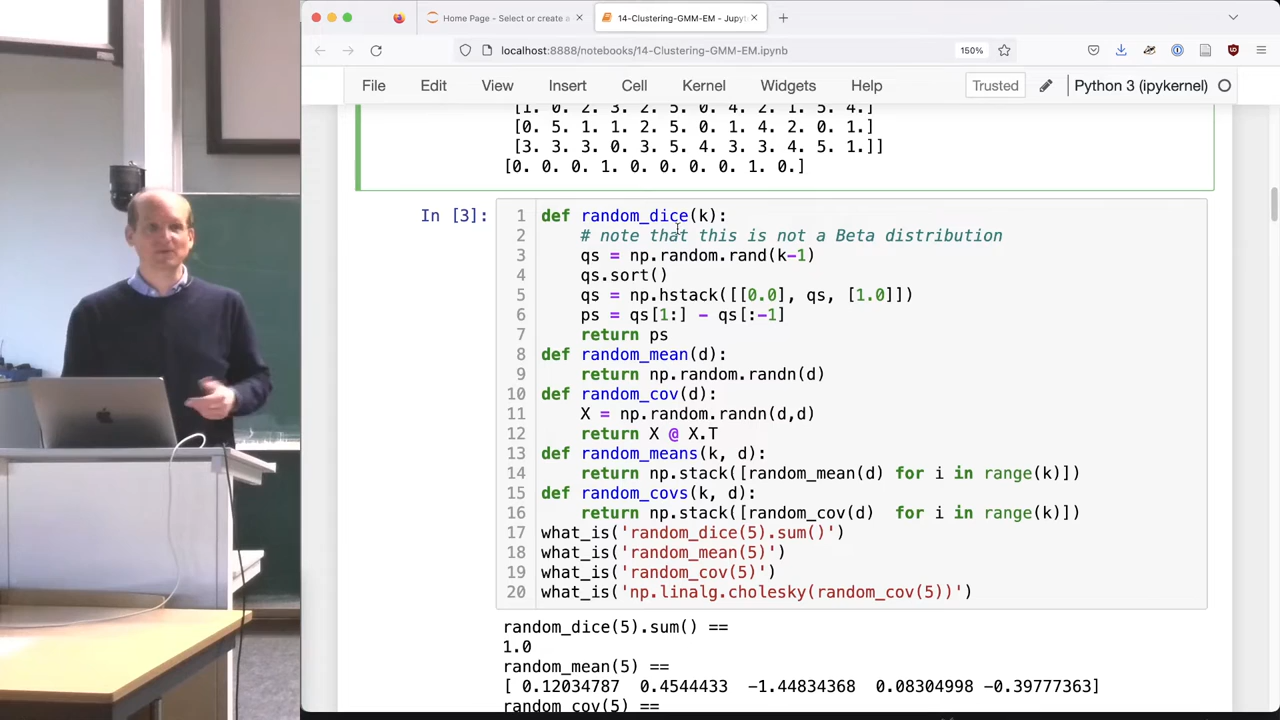 Home Page - Select or create a
14-Clustering-GMM-EM - Jupyt
localhost:8888/notebooks/14-Clustering-GMM-EM.ipynb
150%
File Edit View Insert Cell Kernel Widgets Help Trusted Python 3 (ipykernel)
[1. 0. 2. 3. 2. 5. 0. 4. 2. 1. 5. 4.]
[0. 5. 1. 1. 2. 5. 0. 1. 4. 2. 0. 1.]
[3. 3. 3. 0. 3. 5. 4. 3. 3. 4. 5. 1.]]
[0. 0. 0. 1. 0. 0. 0. 0. 1. 0.]
In [3]:
1 def random_dice(k):
2 # note that this is not a Beta distribution
3 qs = np.random.rand(k-1)
4 qs.sort()
5 qs = np.hstack([[0.0], qs, [1.0]])
6 ps = qs[1:] - qs[:-1]
7 return ps
8 def random_mean(d):
9 return np.random.randn(d)
10 def random_cov(d):
11 X = np.random.randn(d,d)
12 return X @ X.T
13 def random_means(k, d):
14 return np.stack([random_mean(d) for i in range(k)])
15 def random_covs(k, d):
16 return np.stack([random_cov(d)  for i in range(k)])
17 what_is('random_dice(5).sum()')
18 what_is('random_mean(5)')
19 what_is('random_cov(5)')
20 what_is('np.linalg.cholesky(random_cov(5))')
random_dice(5).sum() ==
1.0
random_mean(5) ==
[ 0.12034787  0.4544433  -1.44834368  0.08304998 -0.39777363]
random_cov(5) ==